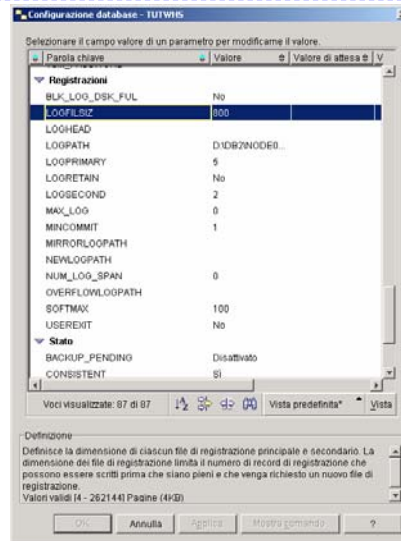 Configurazione database - TUTWHS
Selezionare il campo valore di un parametro per modificarne il valore.
Parola chiave Valore Valore di attesa V
Registrazioni
BLK_LOG_DSK_FUL No
LOGFILSIZ 800
LOGHEAD
LOGPATH D:\DB2\NODE0...
LOGPRIMARY 5
LOGRETAIN No
LOGSECOND 2
MAX_LOG 0
MINCOMMIT 1
MIRRORLOGPATH
NEWLOGPATH
NUM_LOG_SPAN 0
OVERFLOWLOGPATH
SOFTMAX 100
USEREXIT No
Stato
BACKUP_PENDING Disattivato
CONSISTENT Sì
Voci visualizzate: 87 di 87 Vista predefinita* Vista
Definizione
Definisce la dimensione di ciascun file di registrazione principale e secondario. La
dimensione dei file di registrazione limita il numero di record di registrazione che
possono essere scritti prima che siano pieni e che venga richiesto un nuovo file di
registrazione.
Valori validi [4 - 262144] Pagine (4KB)
OK Annulla Applica Mostra comando ?